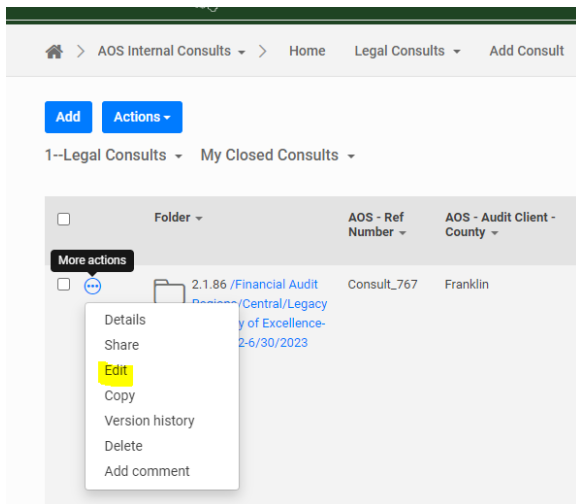 AOS Internal Consults Home Legal Consults Add Consult
Add Actions
1--Legal Consults My Closed Consults
Folder AOS - Ref Number AOS - Audit Client - County
More actions
2.1.86 /Financial Audit Consult_767 Franklin
/Central/Legacy
y of Excellence-
2-6/30/2023
Details
Share
Edit
Copy
Version history
Delete
Add comment